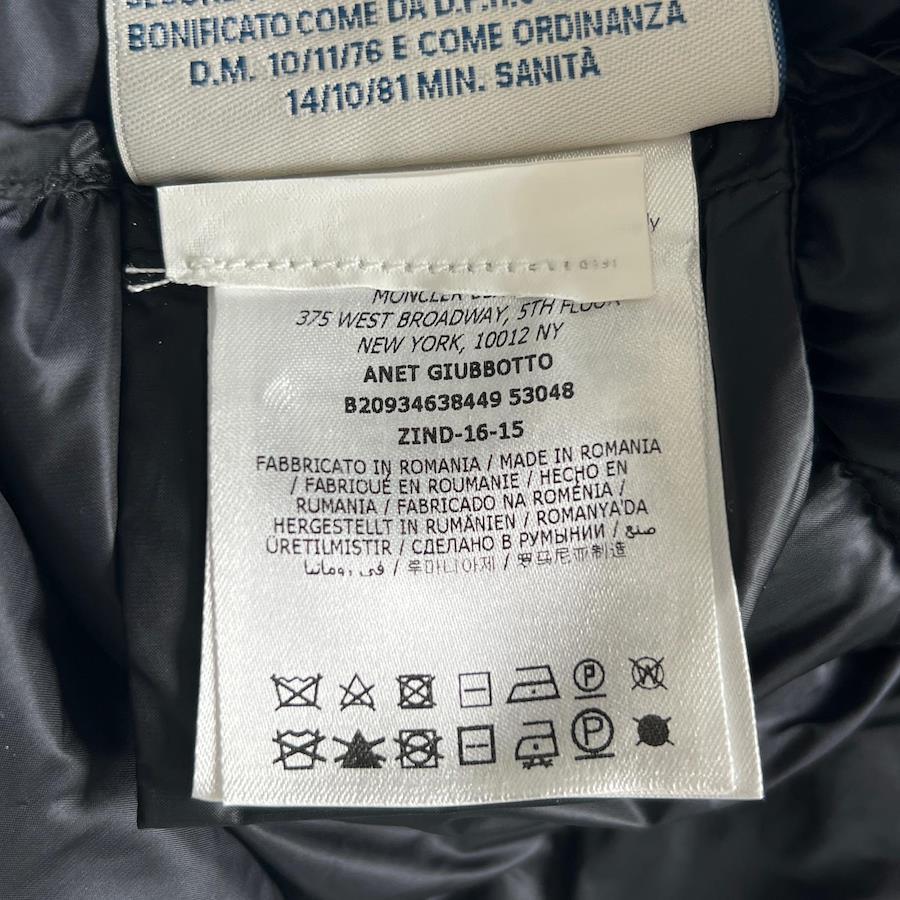 BONIFICATO COME DA D.P.R.
D.M. 10/11/76 E COME ORDINANZA
14/10/81 MIN. SANITÀ
MONCLER
375 WEST BROADWAY, 5TH FLOOR
NEW YORK, 10012 NY
ANET GIUBBOTTO
B20934638449 53048
ZIND-16-15
FABBRICATO IN ROMANIA / MADE IN ROMANIA
/ FABRIQUÉ EN ROUMANIE / HECHO EN
RUMANIA / FABRICADO NA ROMÉNIA /
HERGESTELLT IN RUMÄNIEN / ROMANYA'DA
ÜRETILMISTIR / СДЕЛАНО В РУМЫНИИ / صنع
في رومانيا / 루마니아제 / 罗马尼亚制造
P W
P